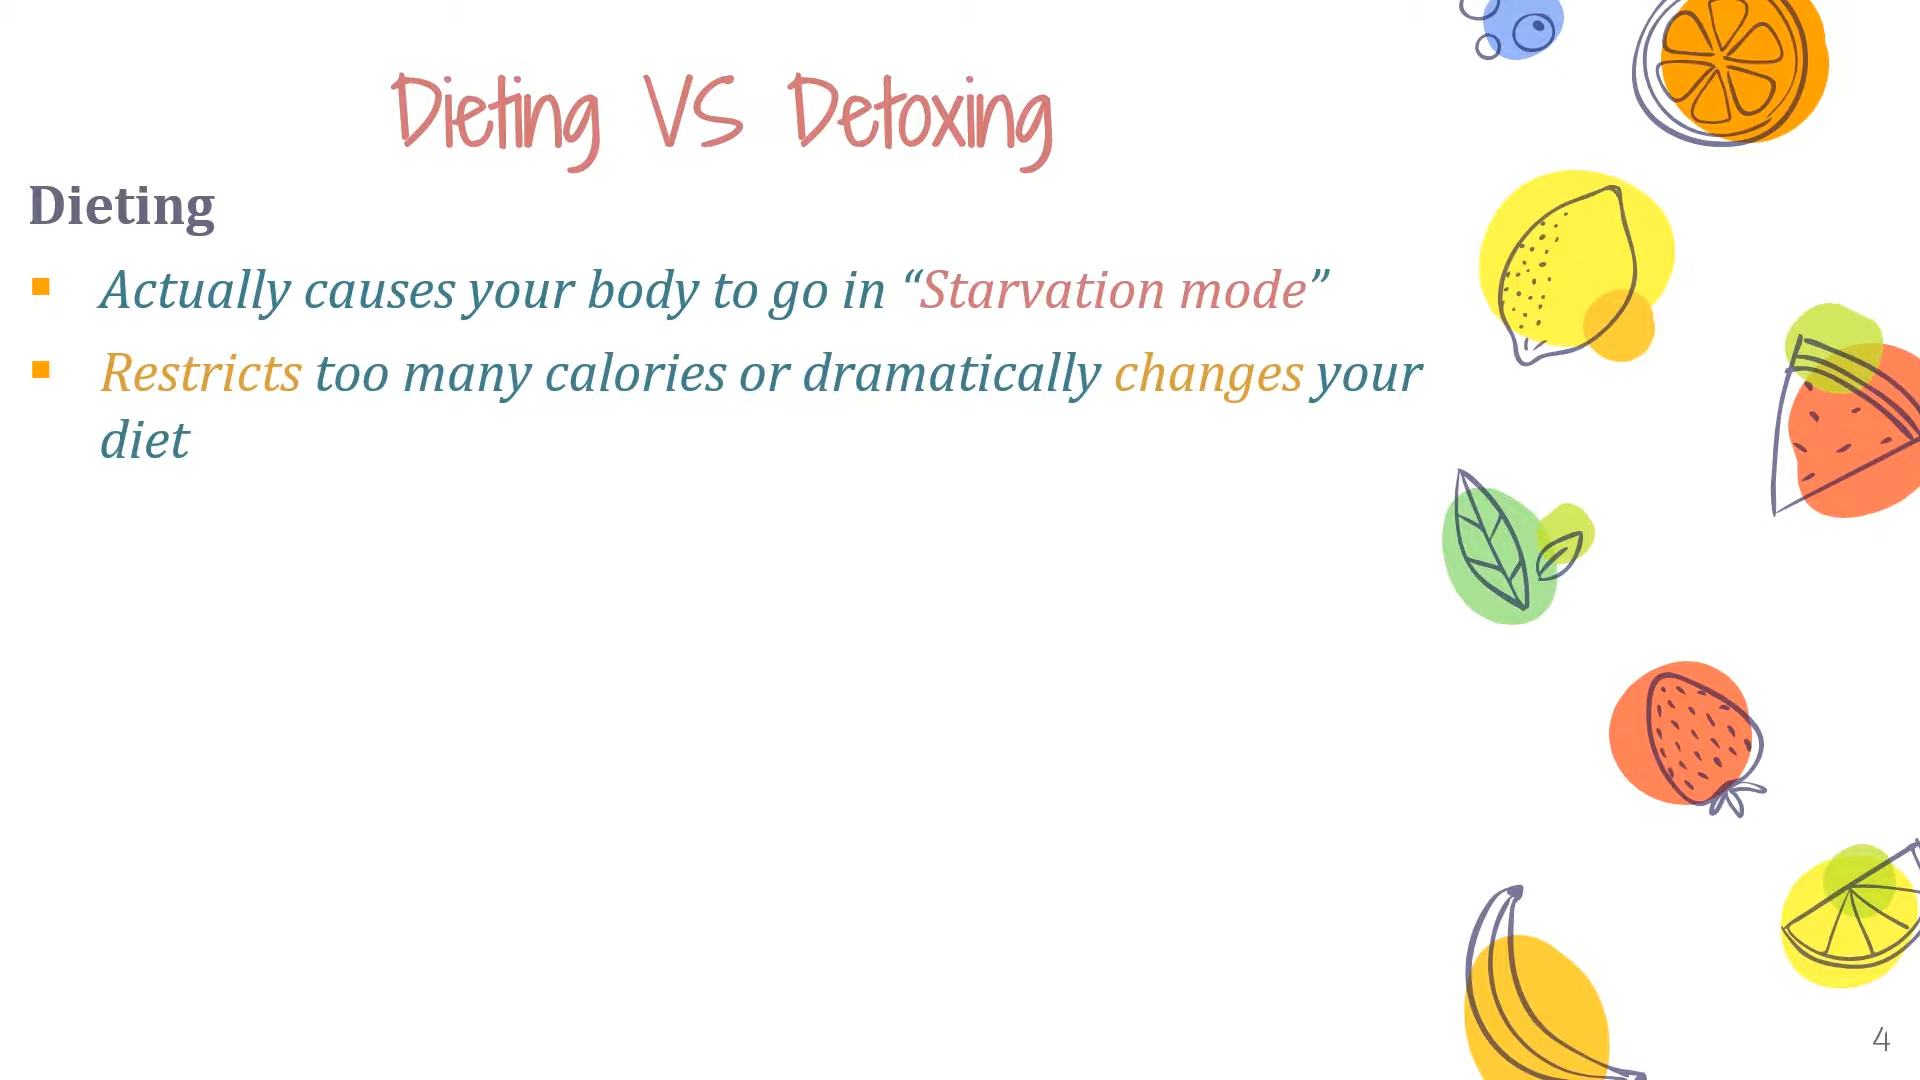 Dieting VS Detoxing
Dieting
▪ Actually causes your body to go in “Starvation mode”
▪ Restricts too many calories or dramatically changes your
diet
4